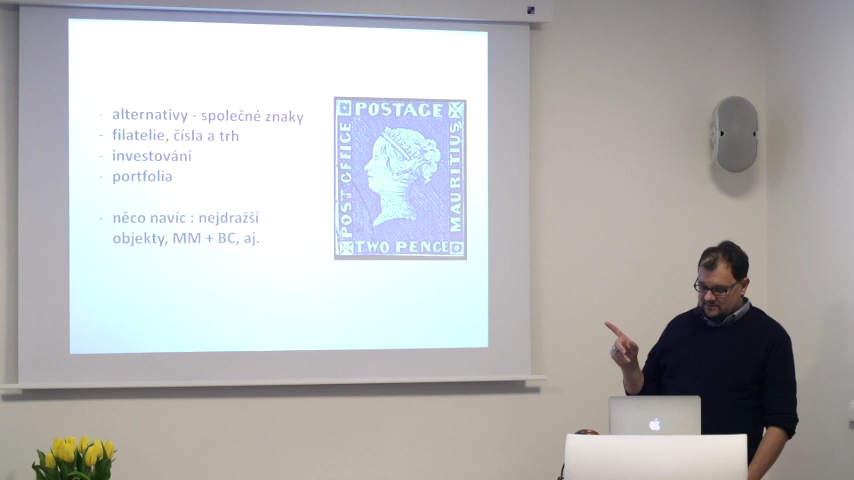 - alternativy - společné znaky
- filatelie, čísla a trh
- investování
- portfolia
- něco navíc : nejdražší
objekty, MM + BC, aj.
POSTAGE
POST OFFICE
MAURITIUS
TWO PENCE